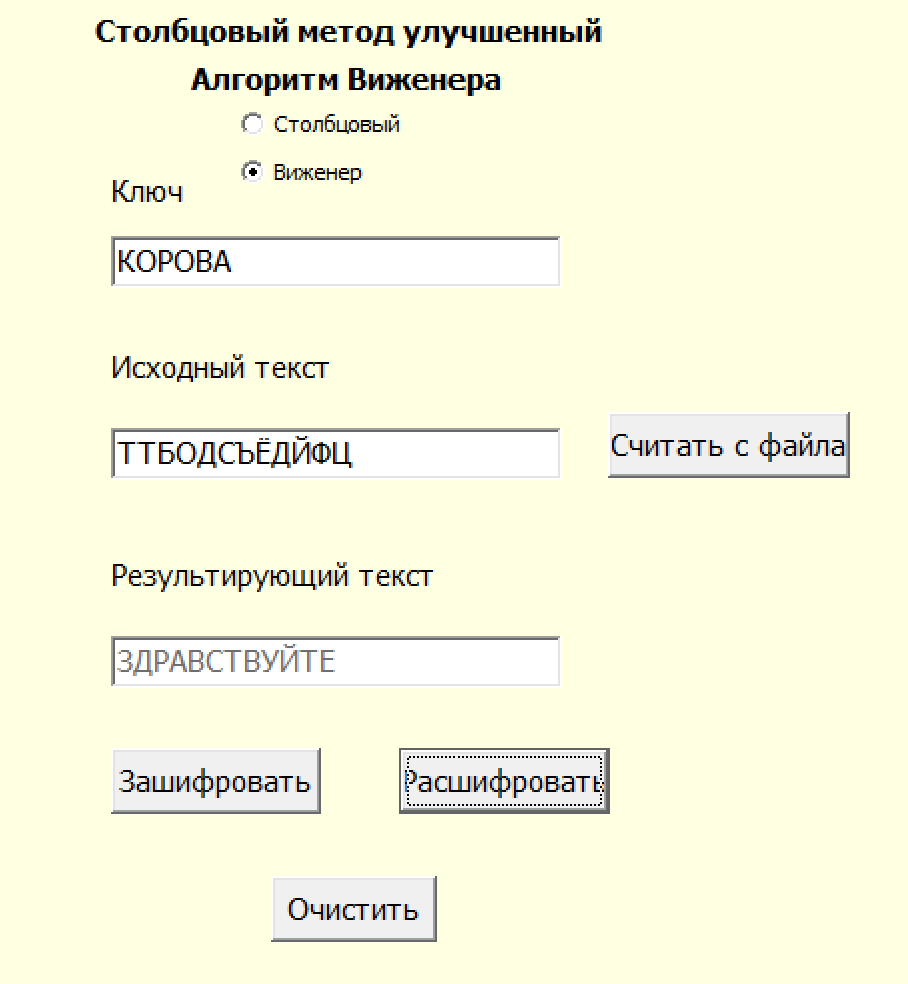 Столбцовый метод улучшенный
Алгоритм Виженера
Столбцовый
Виженер
Ключ
КОРОВА
Исходный текст
ТТБОДСЪЁДЙФЦ
Считать с файла
Результирующий текст
ЗДРАВСТВУЙТЕ
Зашифровать
Расшифровать
Очистить